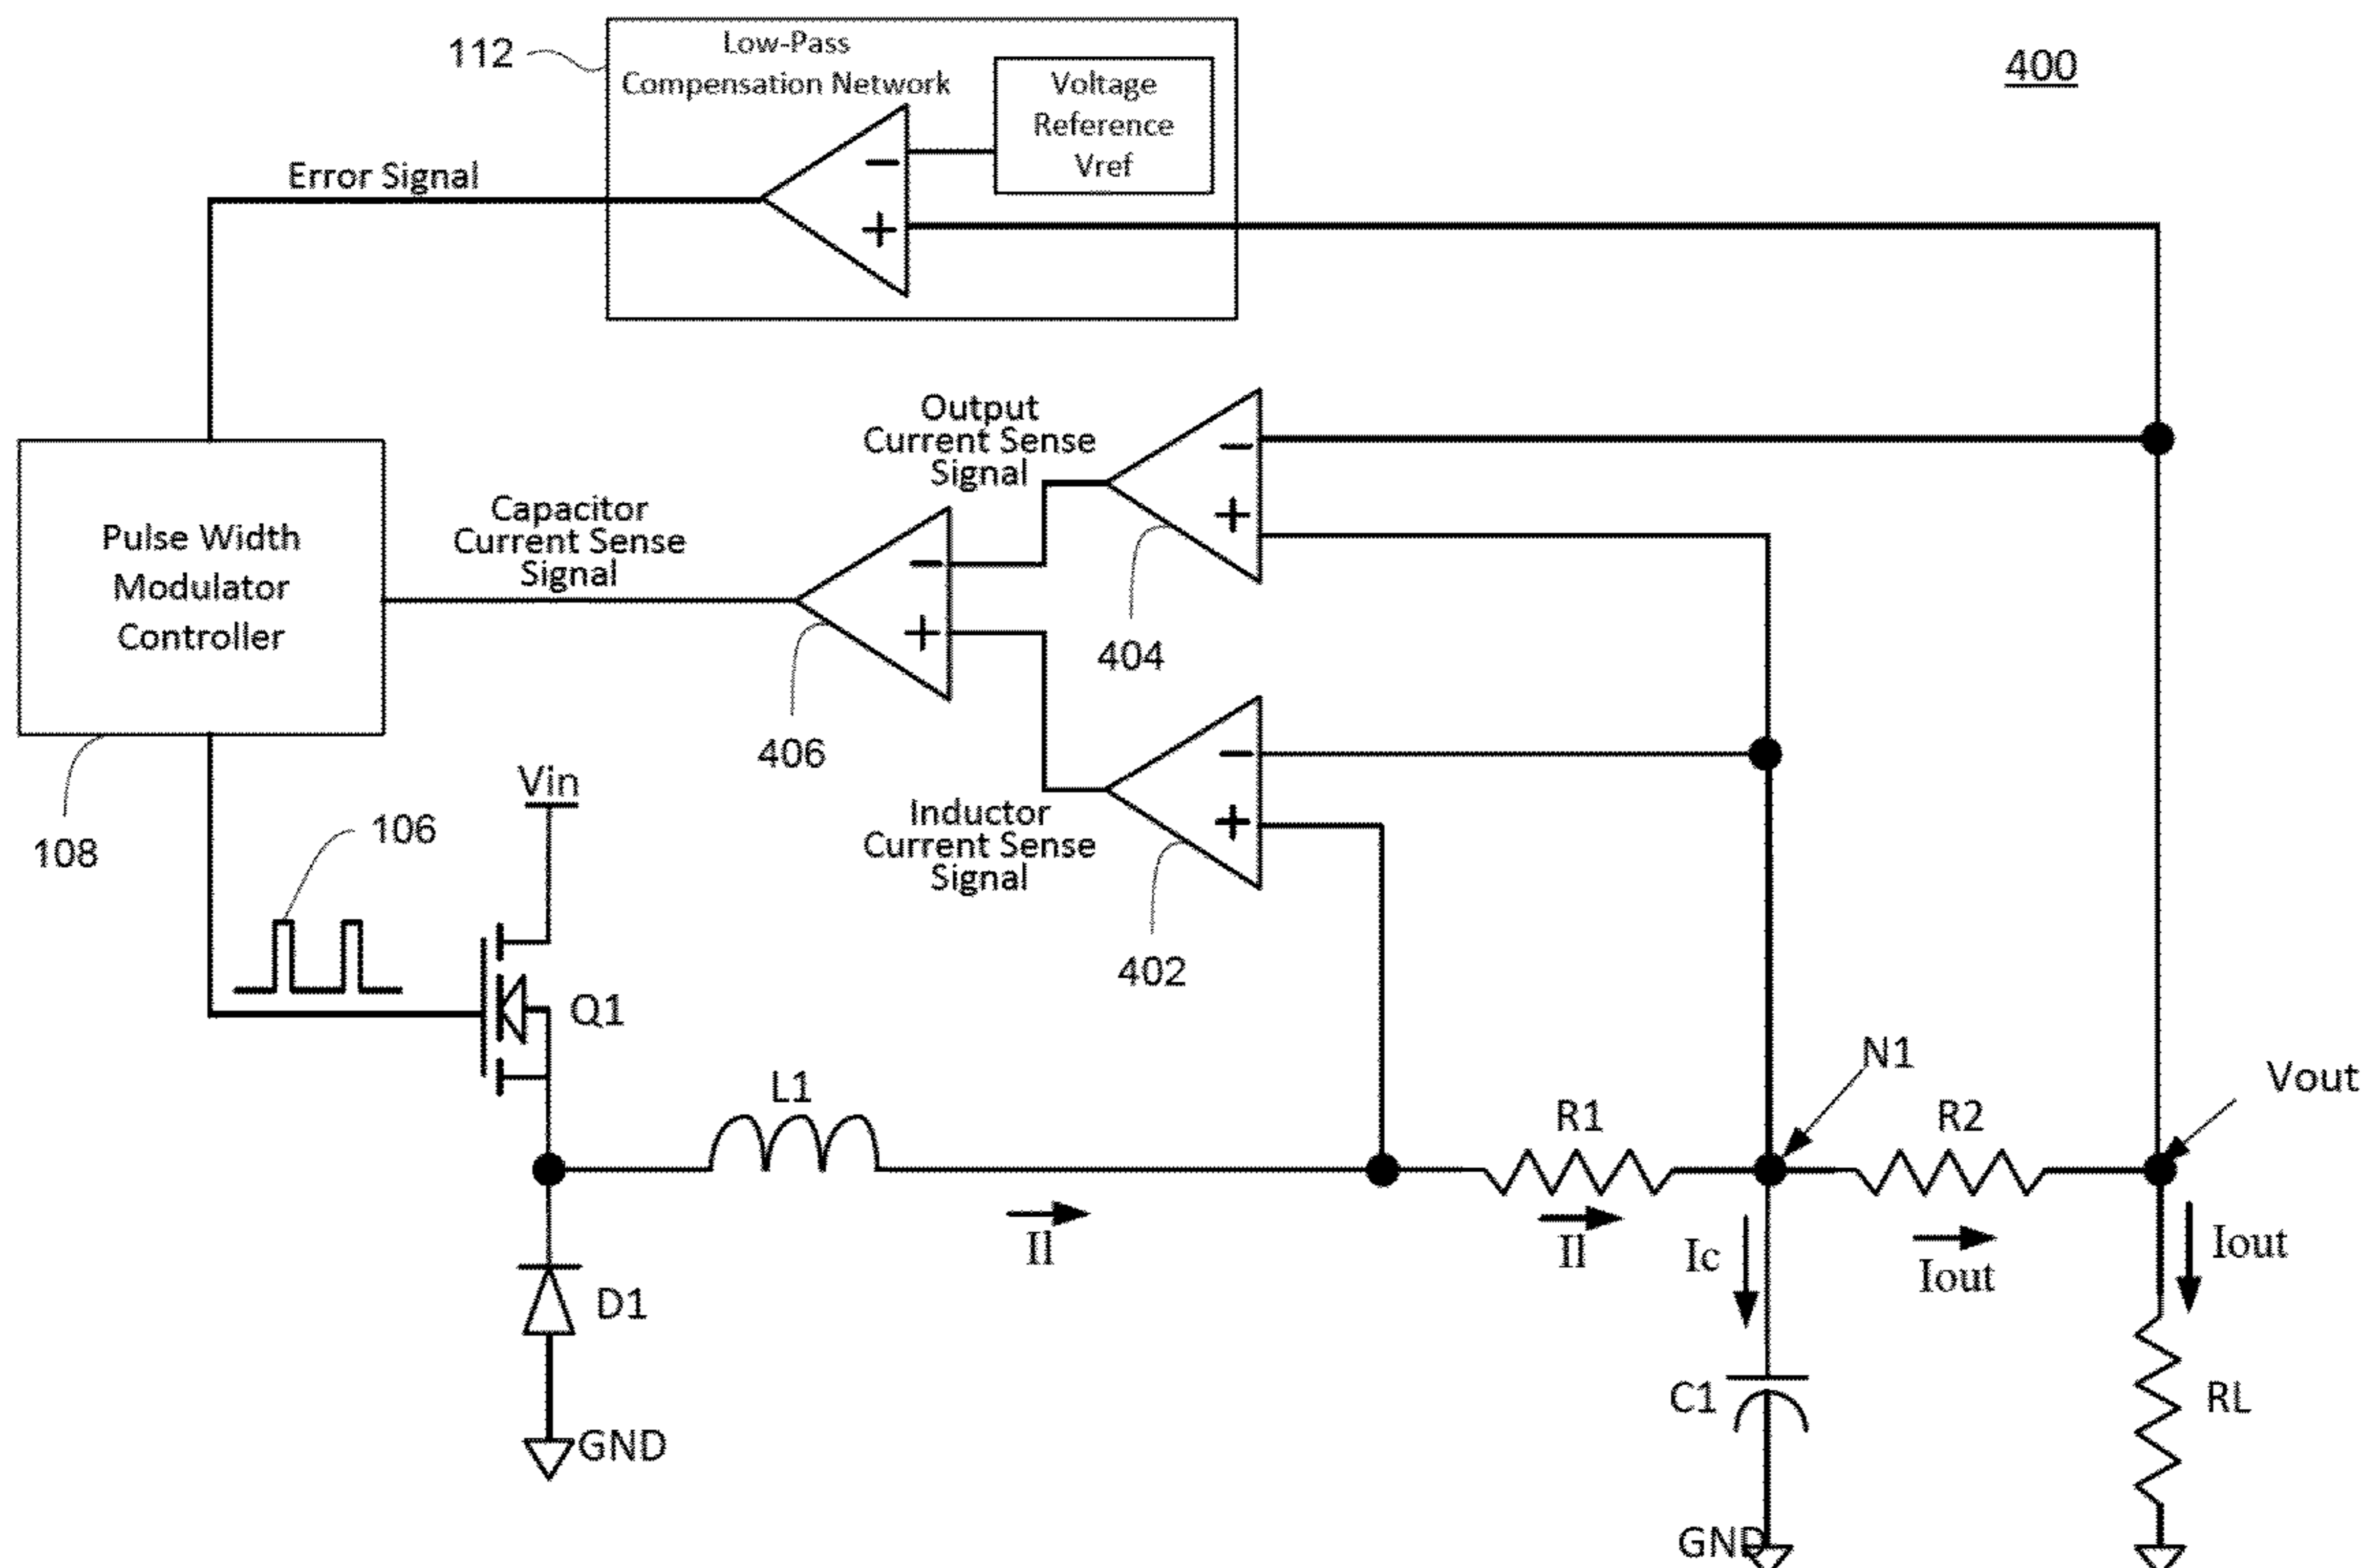 112
Low-Pass
Compensation Network
Voltage
Reference
Vref
400
Error Signal
−
+
Output
Current Sense
Signal
−
+
Capacitor
Current Sense
Signal
−
+
Pulse Width
Modulator
Controller
404
406
Vin
−
+
Inductor
Current Sense
Signal
106
108
402
Q1
N1
Vout
L1
R1
R2
Il
Il
Ic
Iout
Iout
D1
C1
RL
GND
GND